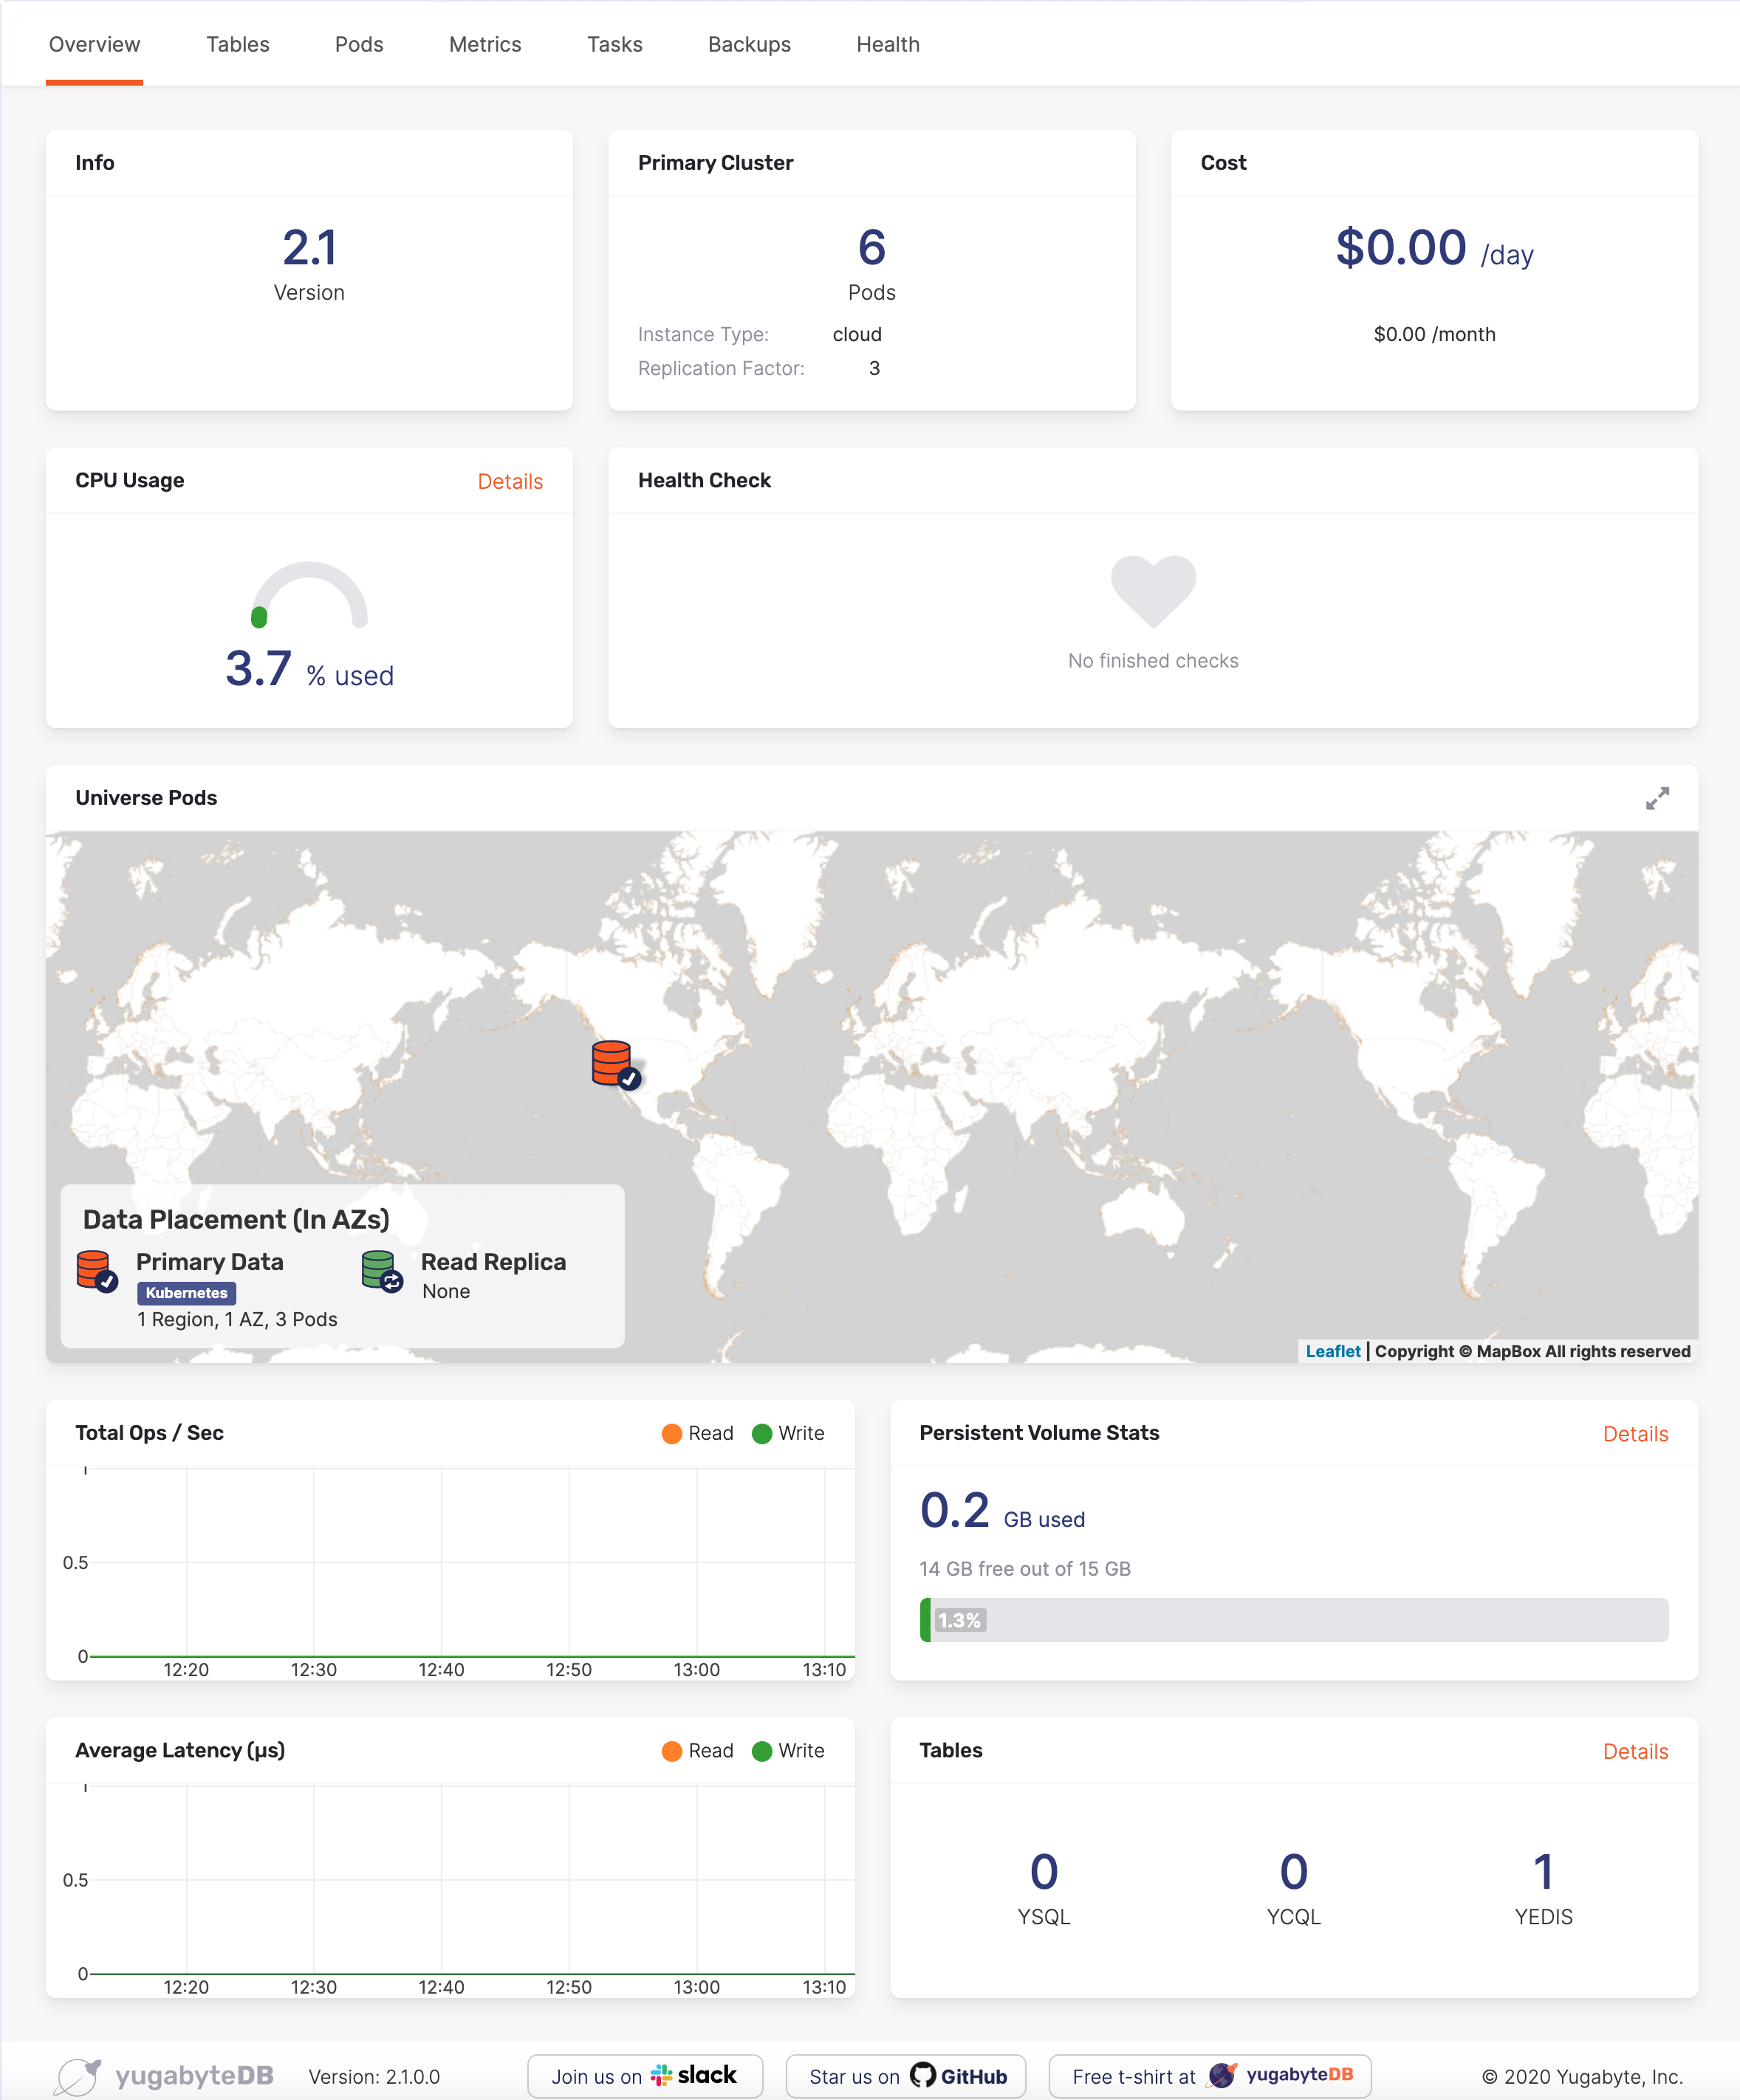 Overview Tables Pods Metrics Tasks Backups Health
Info
2.1
Version
Primary Cluster
6
Pods
Instance Type: cloud
Replication Factor: 3
Cost
$0.00 /day
$0.00 /month
CPU Usage Details
3.7 % used
Health Check
No finished checks
Universe Pods
Data Placement (In AZs)
Primary Data
Kubernetes
1 Region, 1 AZ, 3 Pods
Read Replica
None
Leaflet | Copyright © MapBox All rights reserved
Total Ops / Sec Read Write
1
0.5
0
12:20 12:30 12:40 12:50 13:00 13:10
Persistent Volume Stats Details
0.2 GB used
14 GB free out of 15 GB
1.3%
Average Latency (µs) Read Write
1
0.5
0
12:20 12:30 12:40 12:50 13:00 13:10
Tables Details
0 0 1
YSQL YCQL YEDIS
yugabyteDB Version: 2.1.0.0 Join us on slack Star us on GitHub Free t-shirt at yugabyteDB © 2020 Yugabyte, Inc.